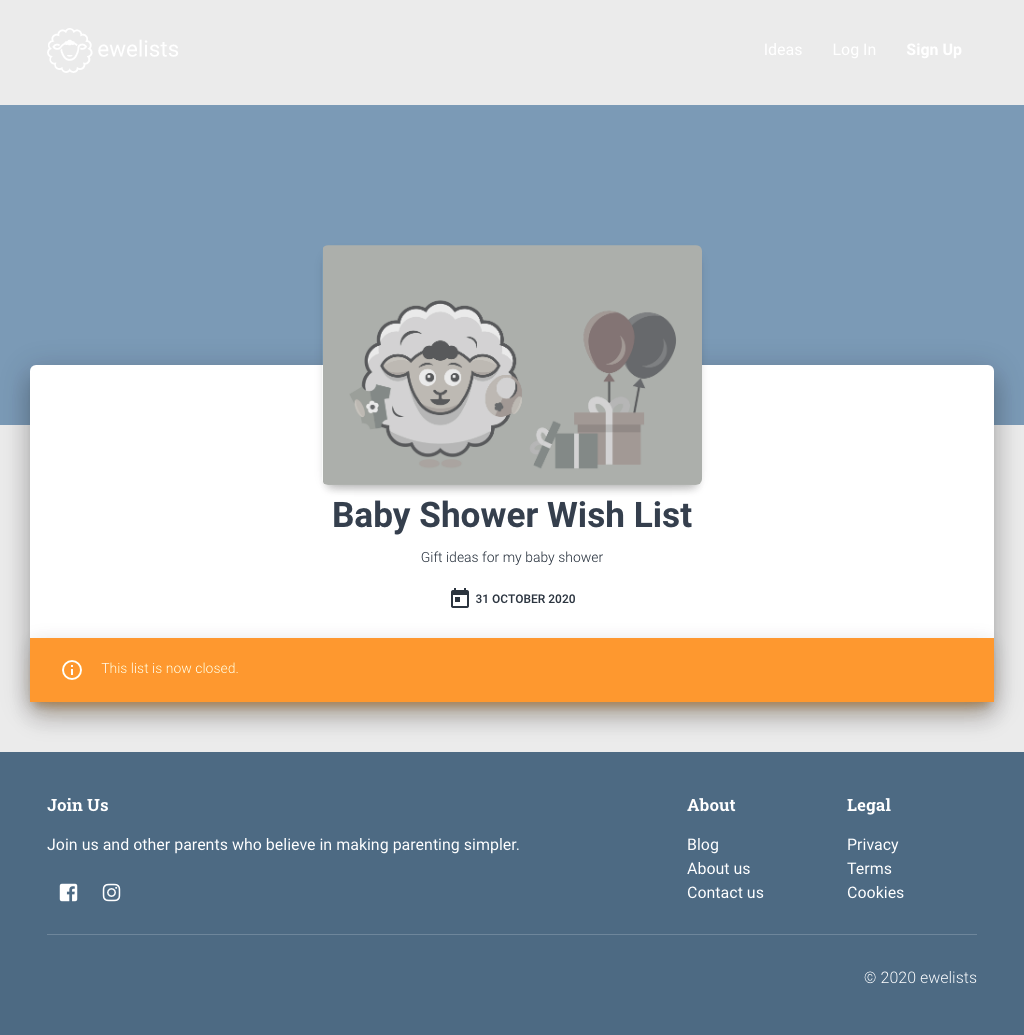 ewelists
Ideas
Log In
Sign Up
Baby Shower Wish List
Gift ideas for my baby shower
31 OCTOBER 2020
This list is now closed.
Join Us
Join us and other parents who believe in making parenting simpler.
About
Blog
About us
Contact us
Legal
Privacy
Terms
Cookies
© 2020 ewelists